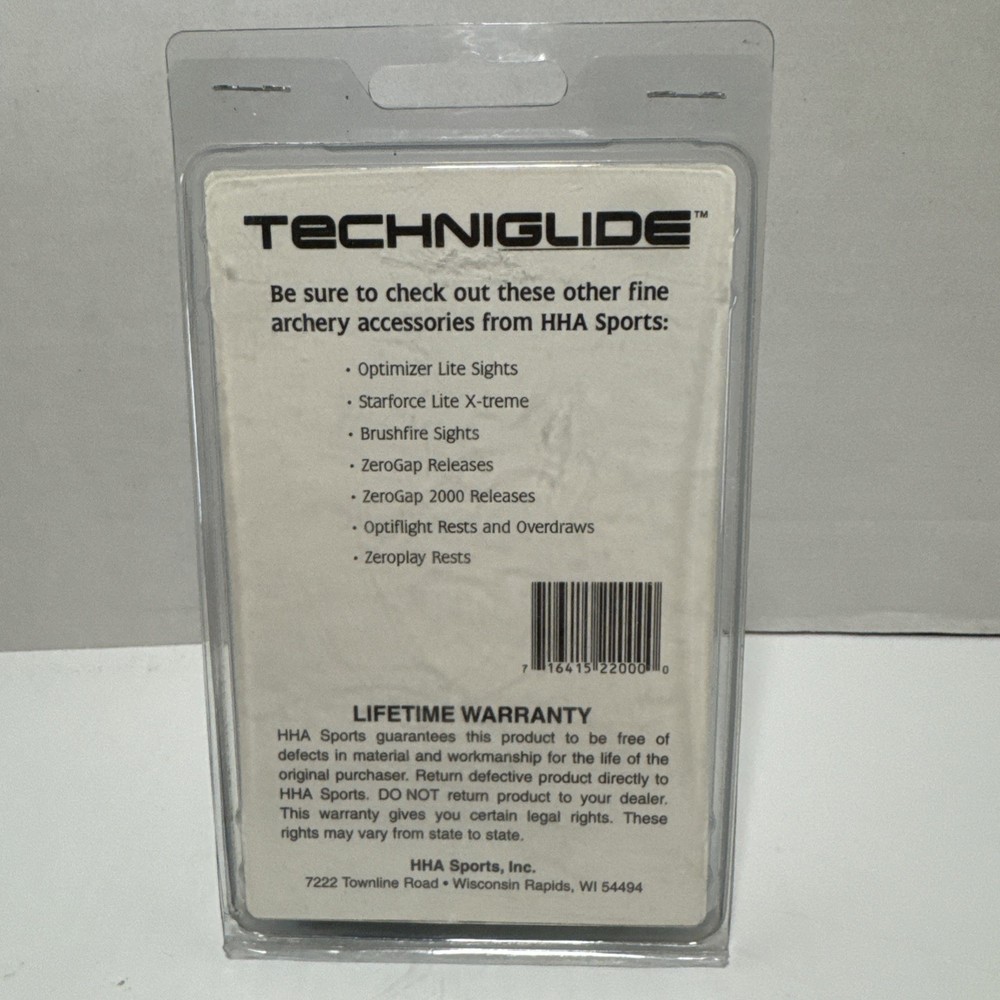 TECHNIGLIDE™
Be sure to check out these other fine
archery accessories from HHA Sports:
• Optimizer Lite Sights
• Starforce Lite X-treme
• Brushfire Sights
• ZeroGap Releases
• ZeroGap 2000 Releases
• Optiflight Rests and Overdraws
• Zeroplay Rests
7 16415 22000 0
LIFETIME WARRANTY
HHA Sports guarantees this product to be free of
defects in material and workmanship for the life of the
original purchaser. Return defective product directly to
HHA Sports. DO NOT return product to your dealer.
This warranty gives you certain legal rights. These
rights may vary from state to state.
HHA Sports, Inc.
7222 Townline Road • Wisconsin Rapids, WI 54494